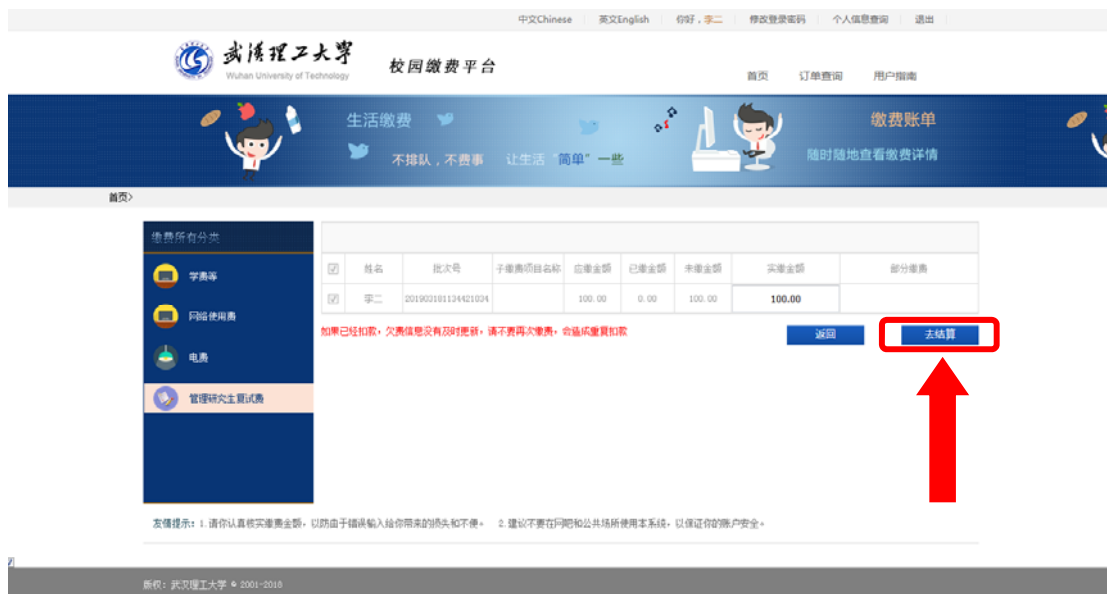 中文Chinese 英文English 你好，李二 修改登录密码 个人信息查询 退出
武汉理工大学
Wuhan University of Technology
校园缴费平台
首页 订单查询 用户指南
生活缴费
不排队，不费事 让生活“简单”一些
缴费账单
随时随地查看缴费详情
首页>
缴费所有分类
学费等
网络使用费
电费
管理研究生复试费
姓名 批次号 子缴费项目名称 应缴金额 已缴金额 未缴金额 实缴金额 部分缴费
李二 201903181134421034 100.00 0.00 100.00 100.00
如果已经扣款，欠费信息没有及时更新，请不要再次缴费，会造成重复扣款
返回 去结算
友情提示：1.请你认真核实缴费金额，以防由于错误输入给你带来的损失和不便。 2.建议不要在网吧和公共场所使用本系统，以保证你的账户安全。
版权：武汉理工大学 © 2001-2018